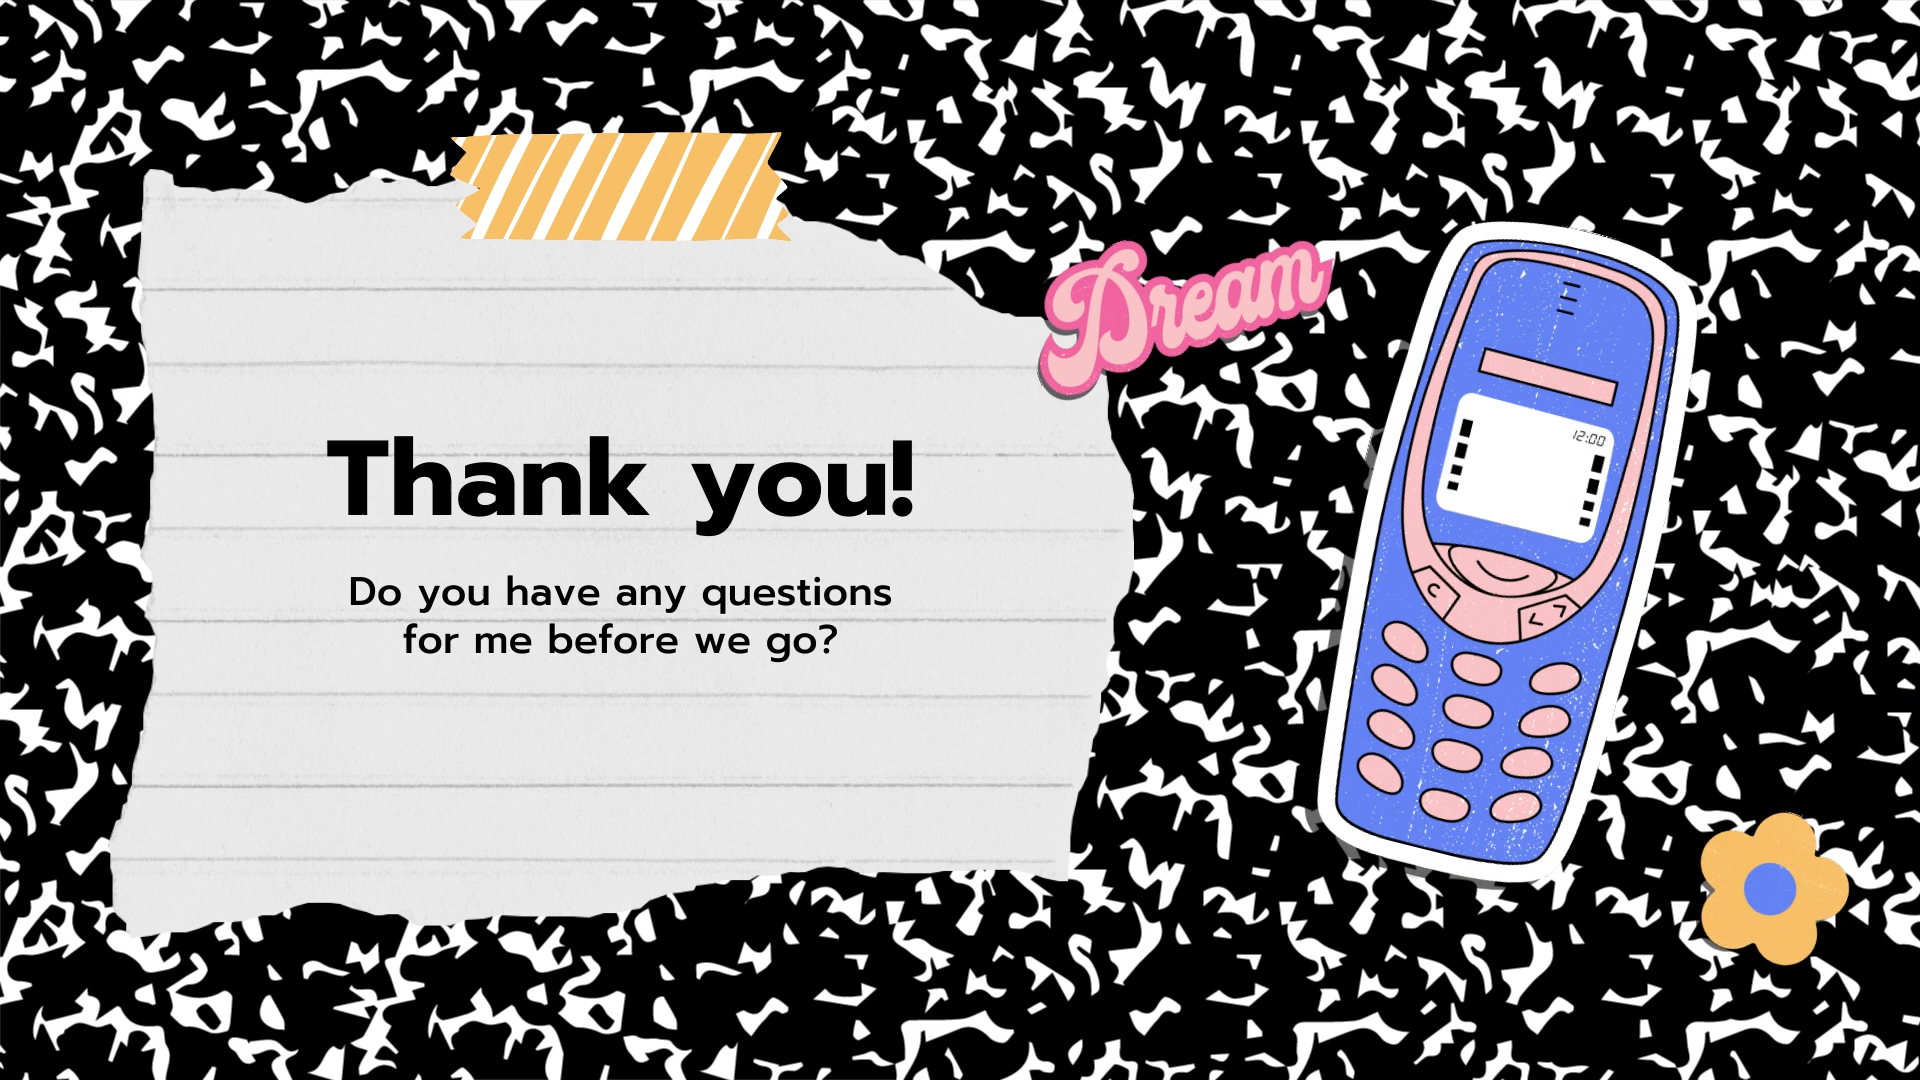 Thank you!
Do you have any questions
for me before we go?
Dream
12:00
C